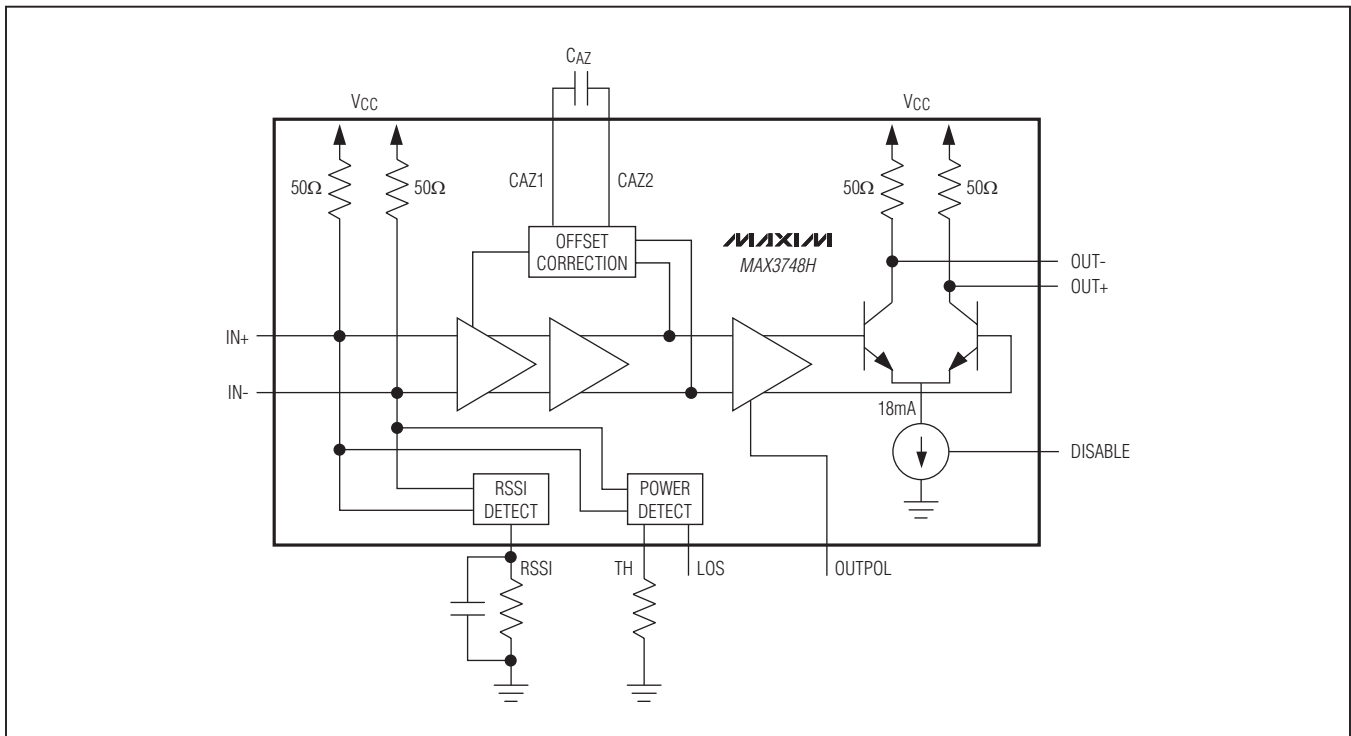 CAZ
VCC
VCC
50Ω
50Ω
CAZ1
CAZ2
50Ω
50Ω
OFFSET
CORRECTION
MAXIM
MAX3748H
OUT-
OUT+
IN+
IN-
18mA
DISABLE
RSSI
DETECT
POWER
DETECT
RSSI
TH
LOS
OUTPOL